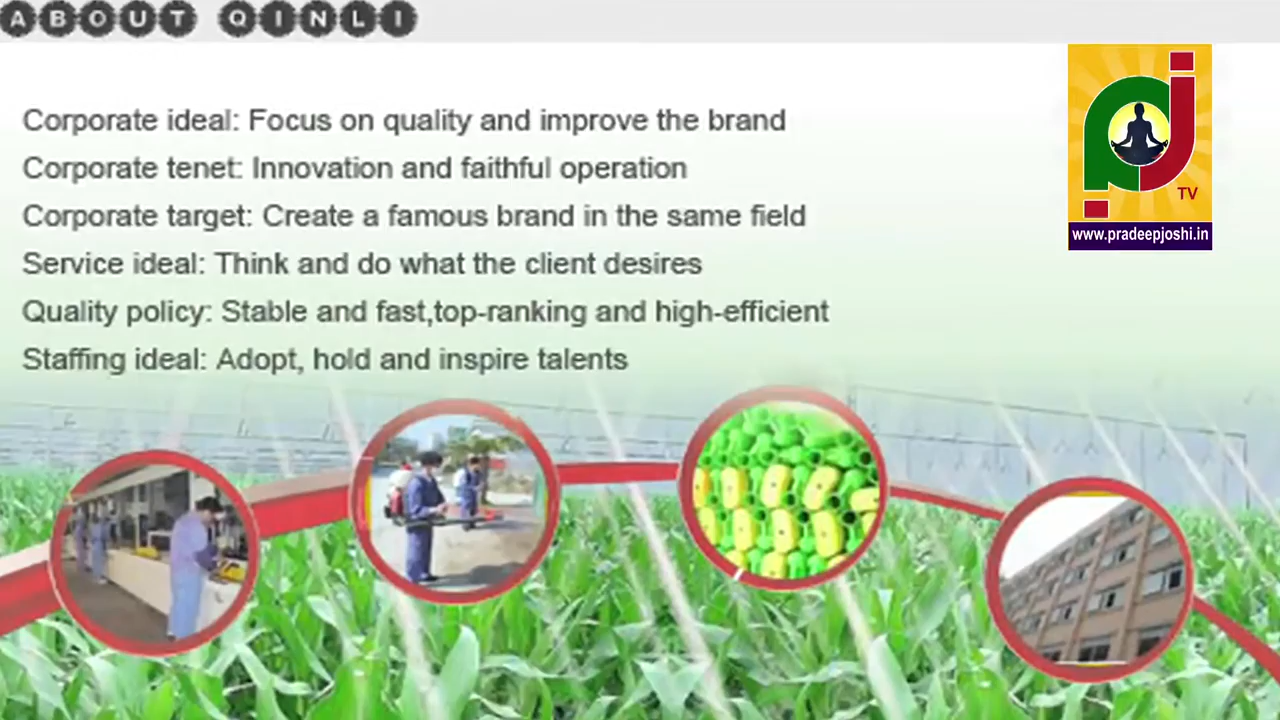 ABOUT QINLI
Corporate ideal: Focus on quality and improve the brand
Corporate tenet: Innovation and faithful operation
Corporate target: Create a famous brand in the same field
Service ideal: Think and do what the client desires
Quality policy: Stable and fast,top-ranking and high-efficient
Staffing ideal: Adopt, hold and inspire talents
pj
TV
www.pradeepjoshi.in